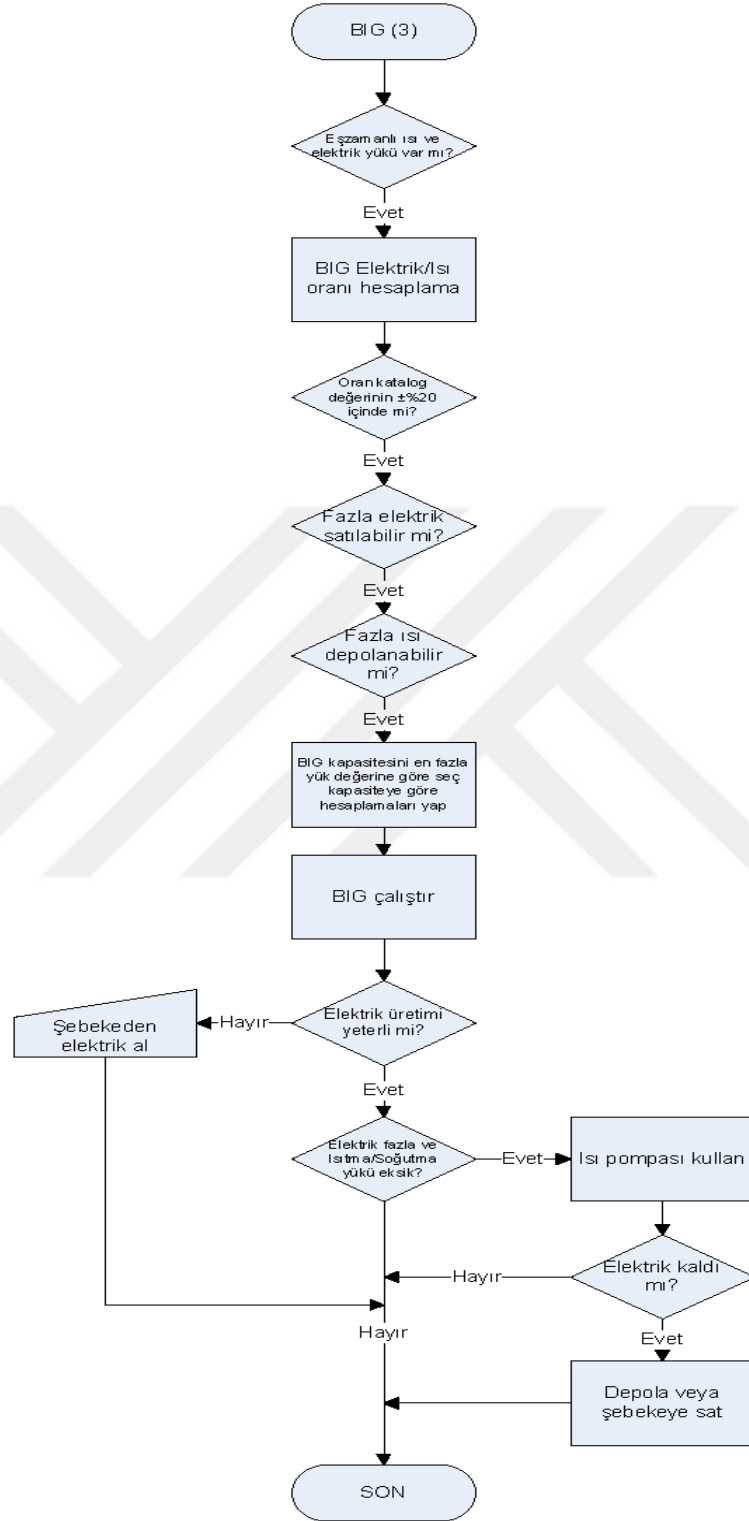 BIG (3)
Eşzamanlı ısı ve
elektrik yükü var mı?
Evet
BIG Elektrik/Isı
oranı hesaplama
Oran katalog
değerinin ±%20
içinde mi?
Evet
Fazla elektrik
satılabilir mi?
Evet
Fazla ısı
depolanabilir
mi?
Evet
BIG kapasitesini en fazla
yük değerine göre seç
kapasiteye göre
hesaplamaları yap
BIG çalıştır
Elektrik üretimi
yeterli mi?
Hayır
Şebekeden
elektrik al
Evet
Elektrik fazla ve
Isıtma/Soğutma
yükü eksik?
Evet
Isı pompası kullan
Elektrik kaldı
mı?
Hayır
Hayır
Evet
Depola veya
şebekeye sat
SON